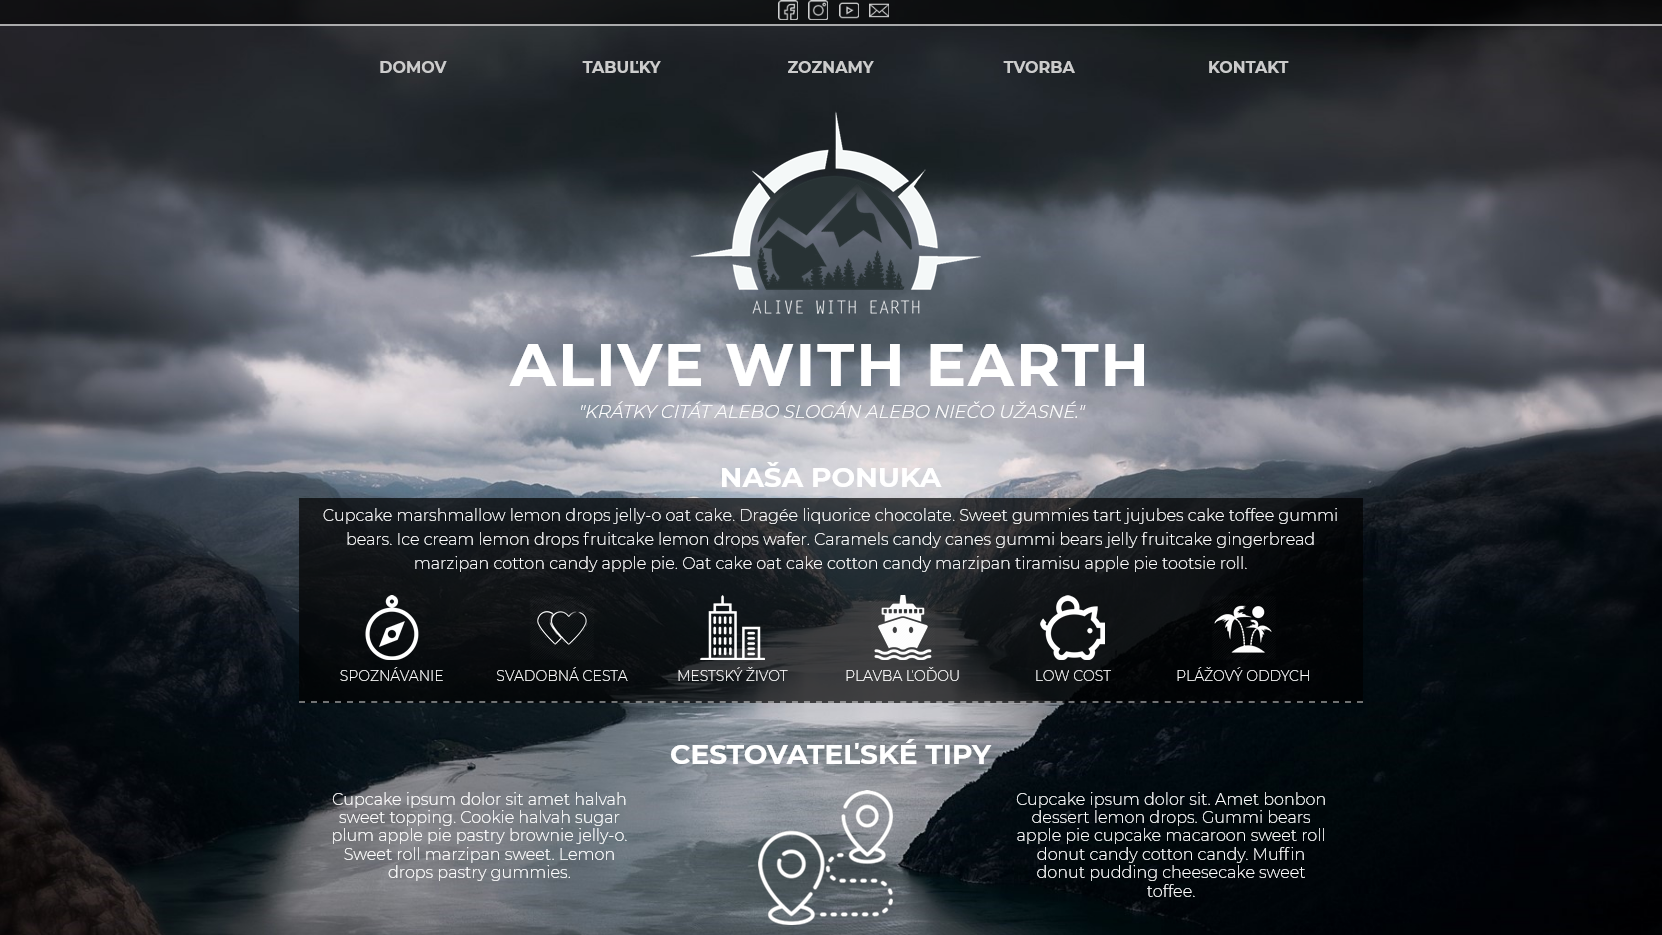 DOMOV
TABUĽKY
ZOZNAMY
TVORBA
KONTAKT
ALIVE WITH EARTH
ALIVE WITH EARTH
"KRÁTKY CITÁT ALEBO SLOGÁN ALEBO NIEČO UŽASNÉ."
NAŠA PONUKA
Cupcake marshmallow lemon drops jelly-o oat cake. Dragée liquorice chocolate. Sweet gummies tart jujubes cake toffee gummi
bears. Ice cream lemon drops fruitcake lemon drops wafer. Caramels candy canes gummi bears jelly fruitcake gingerbread
marzipan cotton candy apple pie. Oat cake oat cake cotton candy marzipan tiramisu apple pie tootsie roll.
SPOZNÁVANIE
SVADOBNÁ CESTA
MESTSKÝ ŽIVOT
PLAVBA ĽOĎOU
LOW COST
PLÁŽOVÝ ODDYCH
CESTOVATEĽSKÉ TIPY
Cupcake ipsum dolor sit amet halvah
sweet topping. Cookie halvah sugar
plum apple pie pastry brownie jelly-o.
Sweet roll marzipan sweet. Lemon
drops pastry gummies.
Cupcake ipsum dolor sit. Amet bonbon
dessert lemon drops. Gummi bears
apple pie cupcake macaroon sweet roll
donut candy cotton candy. Muffin
donut pudding cheesecake sweet
toffee.